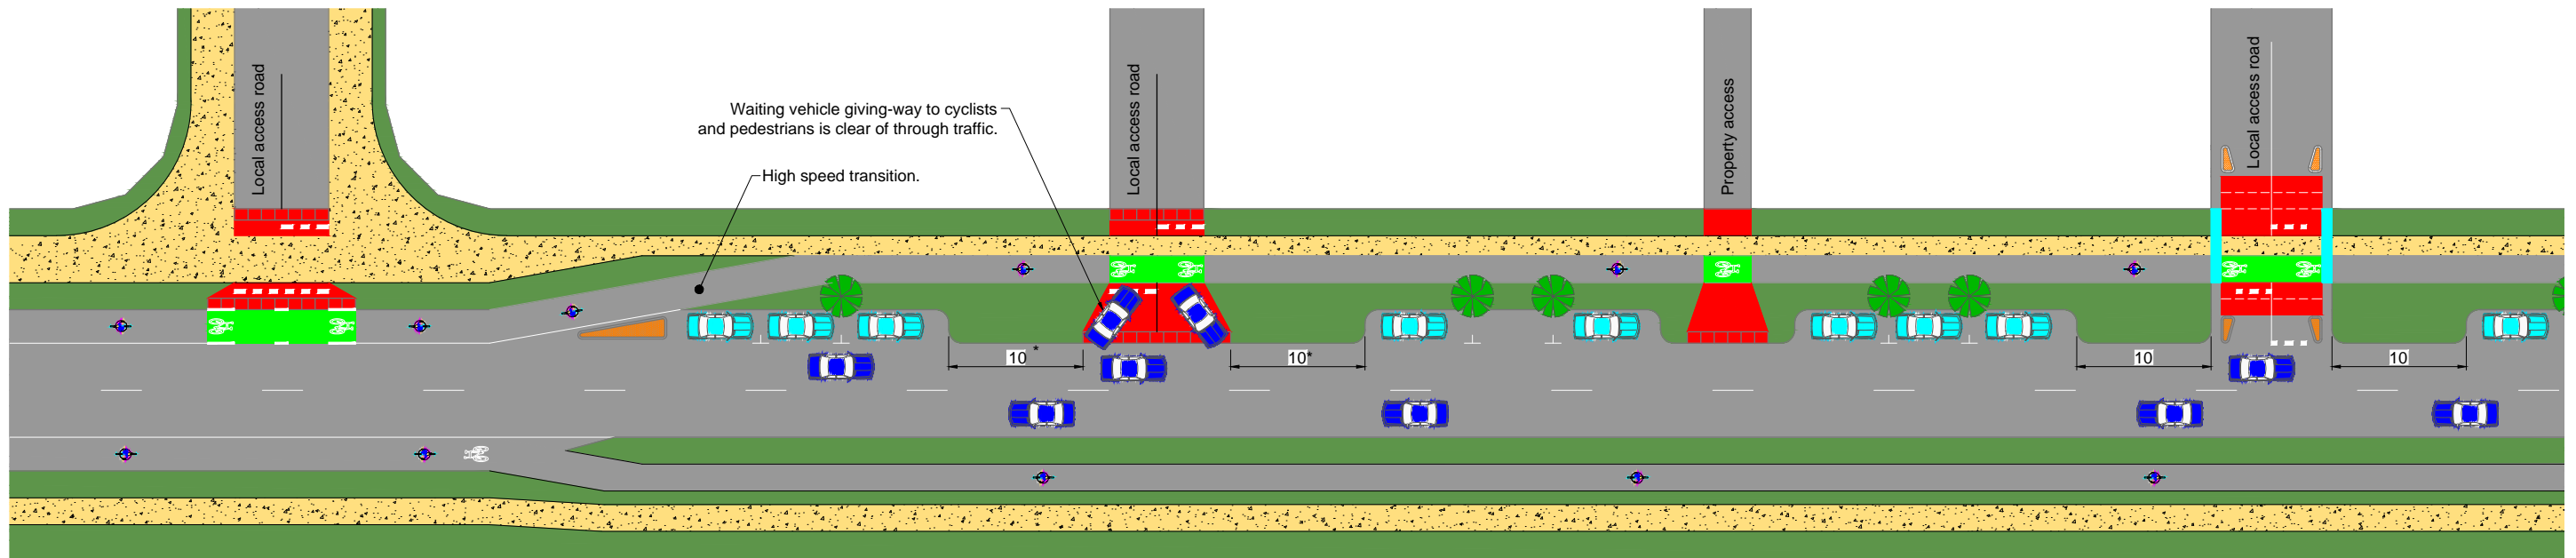 Local access road
Waiting vehicle giving-way to cyclists
and pedestrians is clear of through traffic.
High speed transition.
Local access road
Property access
Local access road
10*
10*
10
10